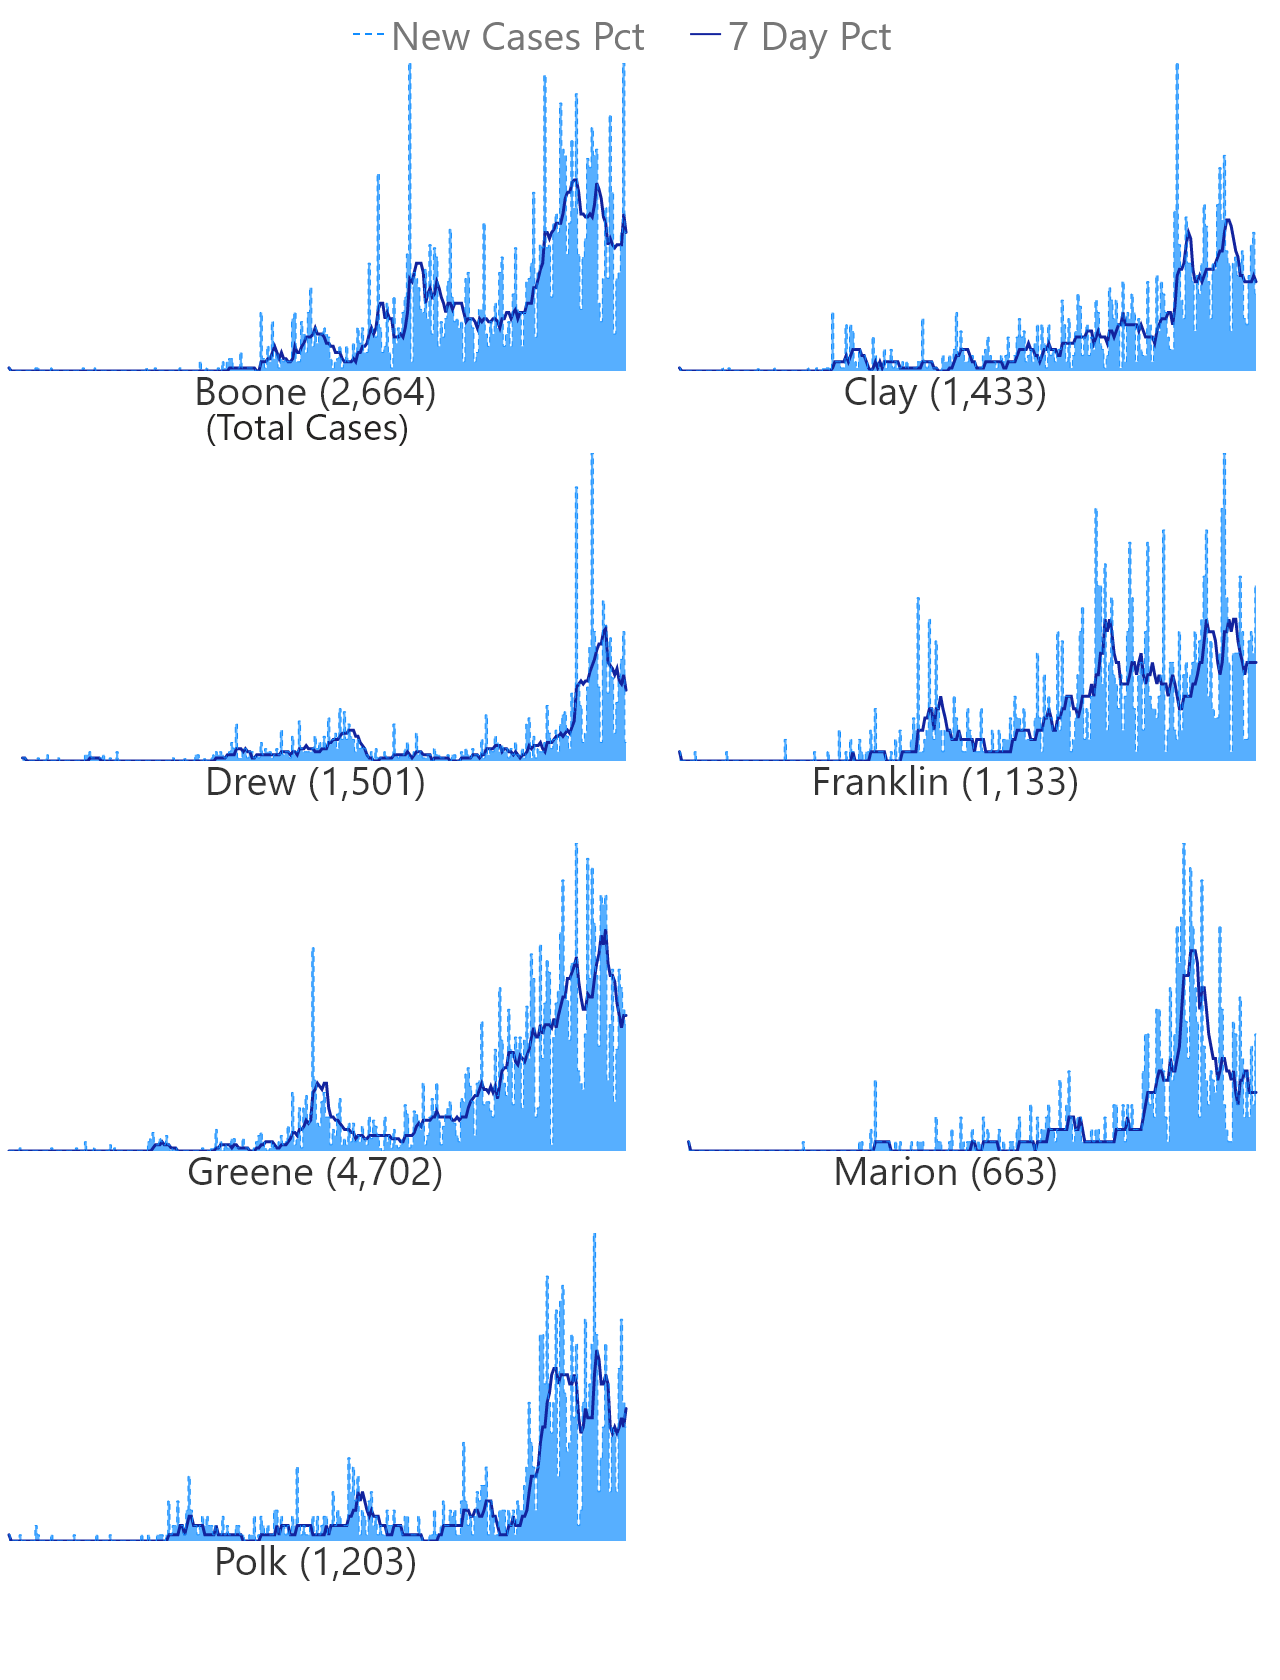 New Cases Pct 7 Day Pct
Boone (2,664)
(Total Cases)
Clay (1,433)
Drew (1,501)
Franklin (1,133)
Greene (4,702)
Marion (663)
Polk (1,203)